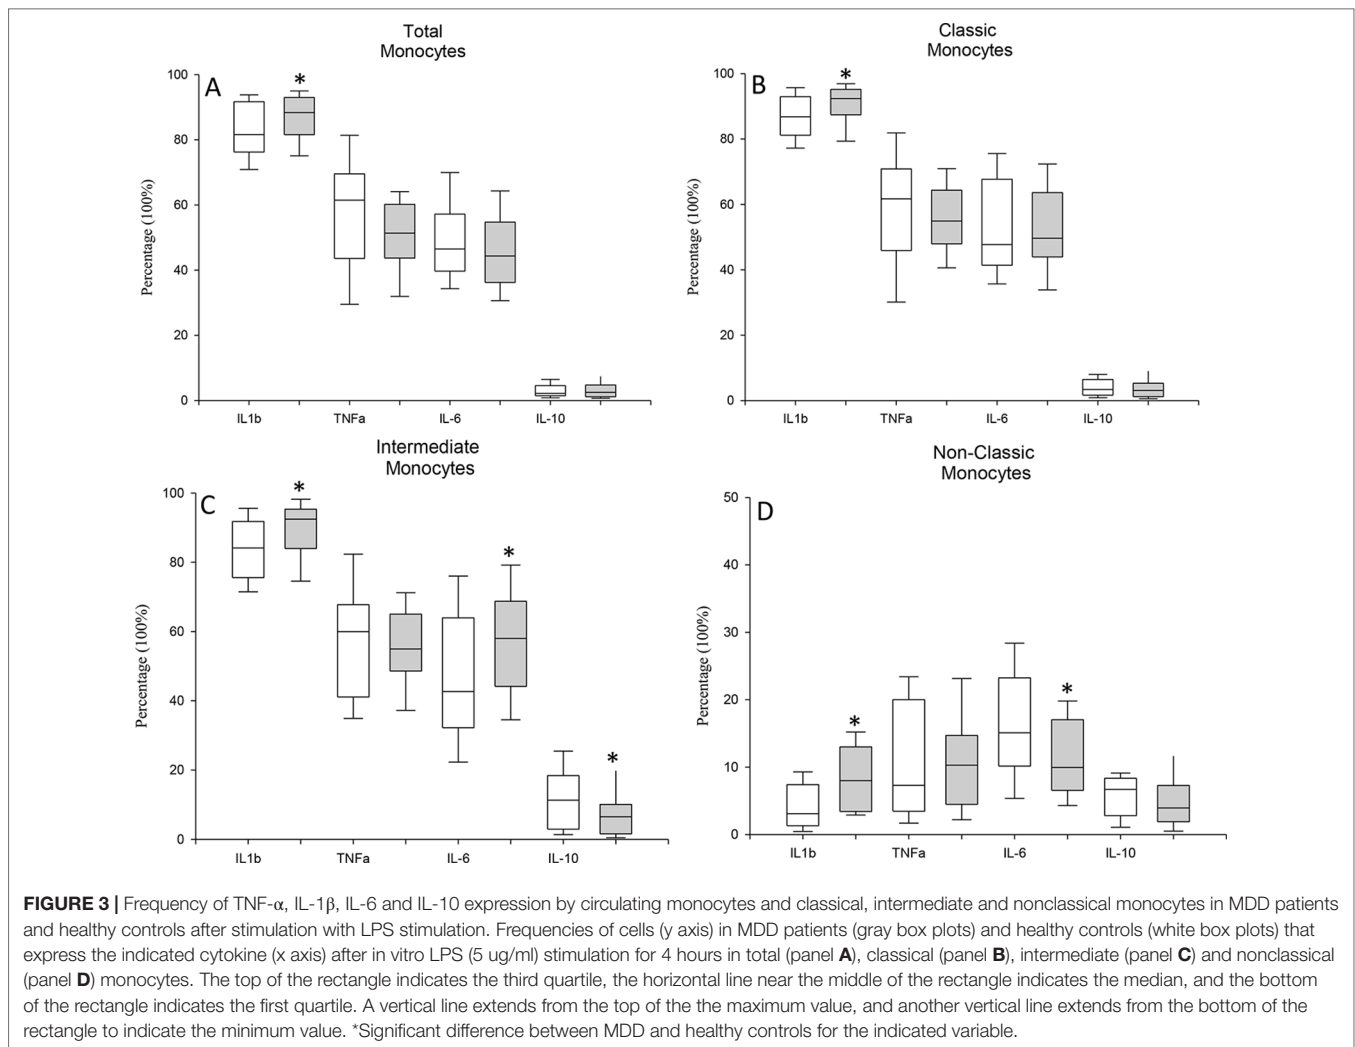 Total
Monocytes
A
*
100
80
60
40
20
0
Percentage (100%)
IL1b TNFa IL-6 IL-10
Classic
Monocytes
B
*
100
80
60
40
20
0
Percentage (100%)
IL1b TNFa IL-6 IL-10
Intermediate
Monocytes
C
*
*
*
100
80
60
40
20
0
Percentage (100%)
IL1b TNFa IL-6 IL-10
Non-Classic
Monocytes
D
*
*
50
40
30
20
10
0
Percentage (100%)
IL1b TNFa IL-6 IL-10
FIGURE 3 | Frequency of TNF-α, IL-1β, IL-6 and IL-10 expression by circulating monocytes and classical, intermediate and nonclassical monocytes in MDD patients
and healthy controls after stimulation with LPS stimulation. Frequencies of cells (y axis) in MDD patients (gray box plots) and healthy controls (white box plots) that
express the indicated cytokine (x axis) after in vitro LPS (5 ug/ml) stimulation for 4 hours in total (panel A), classical (panel B), intermediate (panel C) and nonclassical
(panel D) monocytes. The top of the rectangle indicates the third quartile, the horizontal line near the middle of the rectangle indicates the median, and the bottom
of the rectangle indicates the first quartile. A vertical line extends from the top of the the maximum value, and another vertical line extends from the bottom of the
rectangle to indicate the minimum value. *Significant difference between MDD and healthy controls for the indicated variable.